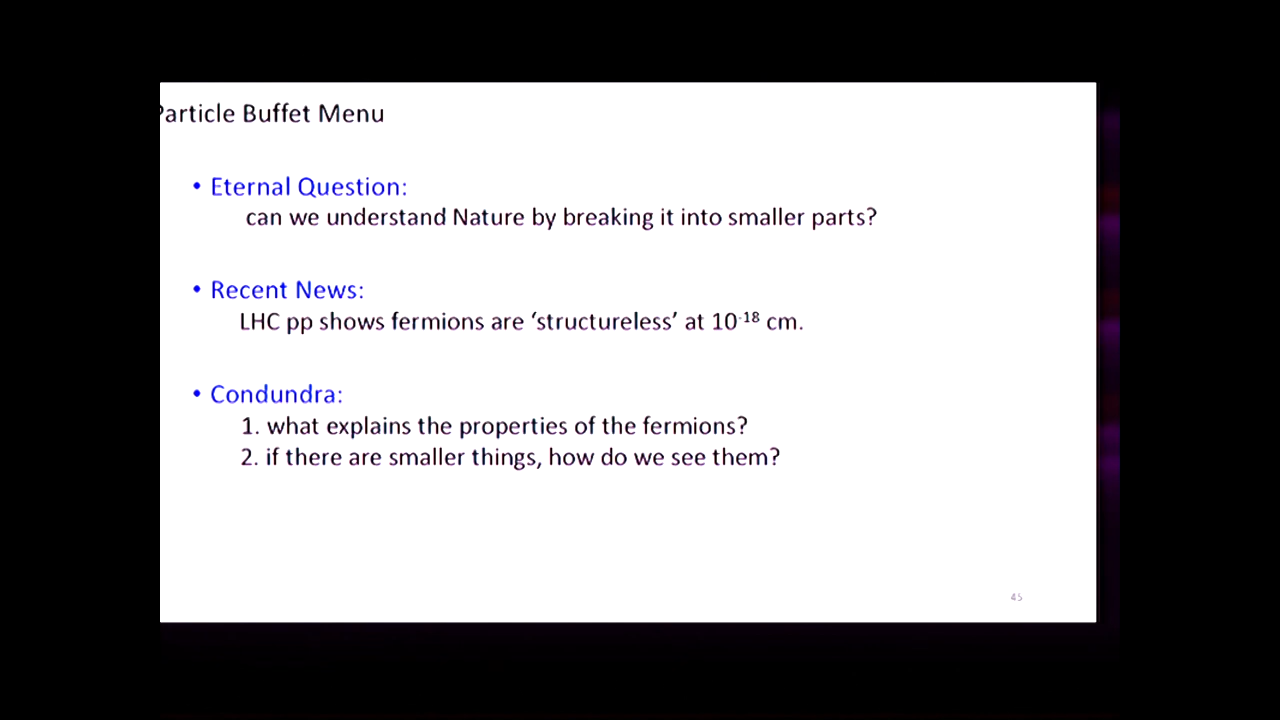 Particle Buffet Menu
• Eternal Question:
can we understand Nature by breaking it into smaller parts?
• Recent News:
LHC pp shows fermions are ‘structureless’ at 10⁻¹⁸ cm.
• Condundra:
1. what explains the properties of the fermions?
2. if there are smaller things, how do we see them?
45